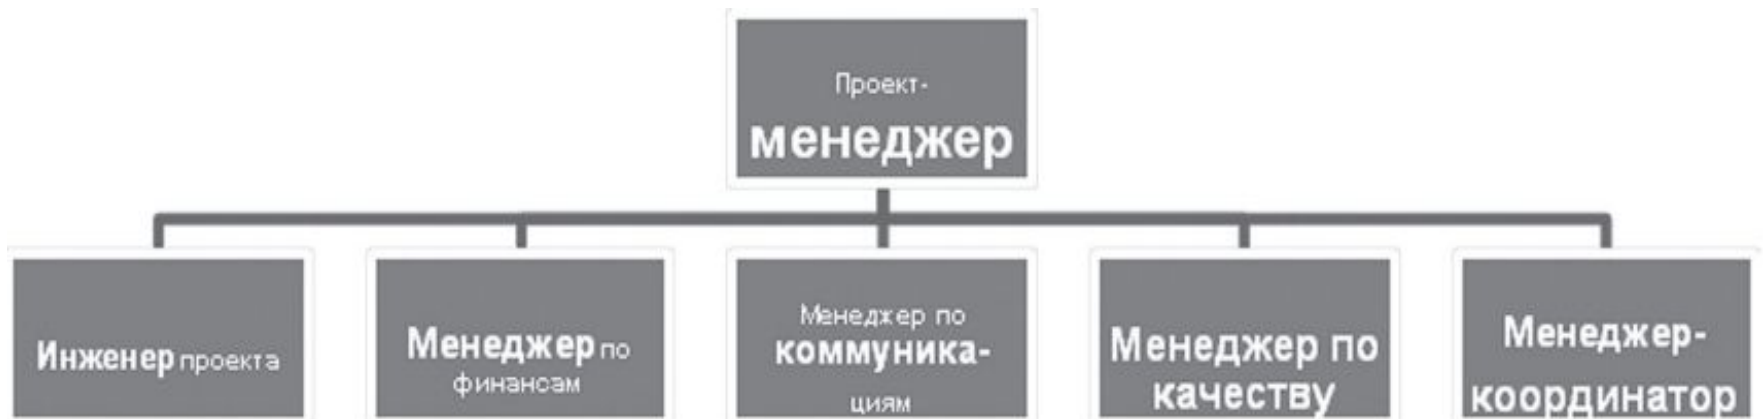 Проект-
менеджер
Инженер проекта
Менеджер по
финансам
Менеджер по
коммуника-
циям
Менеджер по
качеству
Менеджер-
координатор